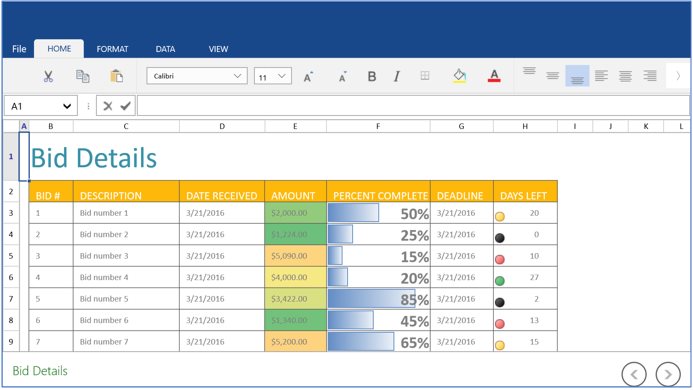 File HOME FORMAT DATA VIEW
Calibri 11 A A B I A
A1
A B C D E F G H I J K L
1 Bid Details
2 BID # DESCRIPTION DATE RECEIVED AMOUNT PERCENT COMPLETE DEADLINE DAYS LEFT
3 1 Bid number 1 3/21/2016 $2,000.00 50% 3/21/2016 20
4 2 Bid number 2 3/21/2016 $1,224.00 25% 3/21/2016 0
5 3 Bid number 3 3/21/2016 $5,090.00 15% 3/21/2016 10
6 4 Bid number 4 3/21/2016 $4,000.00 20% 3/21/2016 27
7 5 Bid number 5 3/21/2016 $3,422.00 85% 3/21/2016 2
8 6 Bid number 6 3/21/2016 $1,340.00 45% 3/21/2016 13
9 7 Bid number 7 3/21/2016 $5,200.00 65% 3/21/2016 15
Bid Details